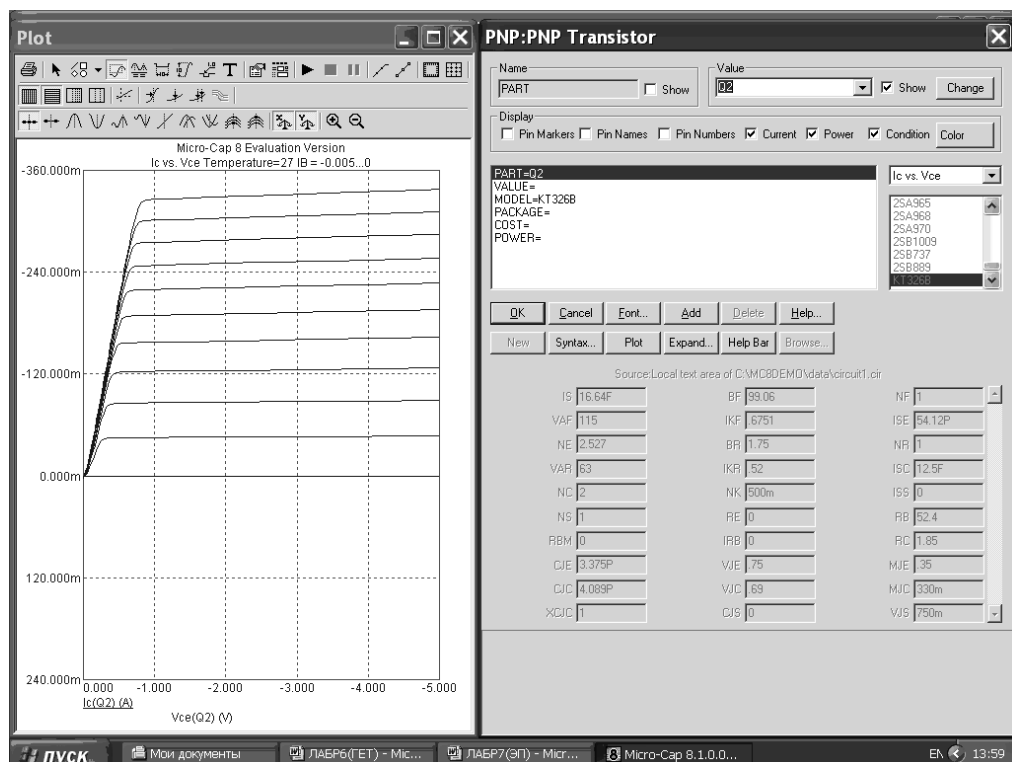 Plot
T
Micro-Cap 8 Evaluation Version
Ic vs. Vce Temperature=27 IB = -0.005...0
-360.000m
-240.000m
-120.000m
0.000m
120.000m
240.000m
0.000 -1.000 -2.000 -3.000 -4.000 -5.000
Ic(Q2) (A)
Vce(Q2) (V)
PNP:PNP Transistor
Name
PART
Show
Value
Q2
Show
Change
Display
Pin Markers Pin Names Pin Numbers Current Power Condition Color
PART=Q2
VALUE=
MODEL=KT326B
PACKAGE=
COST=
POWER=
Ic vs. Vce
2SA965
2SA968
2SA970
2SB1009
2SB737
2SB889
KT326B
OK Cancel Font... Add Delete Help...
New Syntax... Plot Expand... Help Bar Browse...
Source:Local text area of C:\MC8DEMO\data\circuit1.cir
IS 16.64F BF 99.06 NF 1
VAF 115 IKF .6751 ISE 54.12P
NE 2.527 BR 1.75 NR 1
VAR 63 IKR .52 ISC 12.5F
NC 2 NK 500m ISS 0
NS 1 RE 0 RB 52.4
RBM 0 IRB 0 RC 1.85
CJE 3.375P VJE .75 MJE .35
CJC 4.089P VJC .69 MJC 330m
XCJC 1 CJS 0 VJS 750m
пуск Мои документы ЛАБР6(ТЕТ) - Mic... ЛАБР7(ЭП) - Micr... Micro-Cap 8.1.0.0... EN 13:59